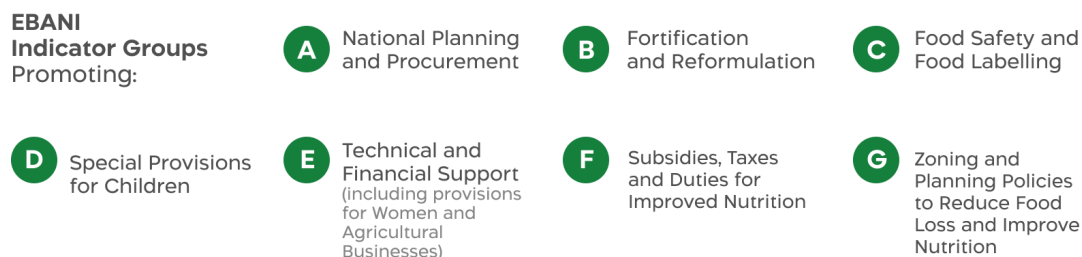 EBANI
Indicator Groups
Promoting:
A
National Planning
and Procurement
B
Fortification
and Reformulation
C
Food Safety and
Food Labelling
D
Special Provisions
for Children
E
Technical and
Financial Support
(including provisions
for Women and
Agricultural
Businesses)
F
Subsidies, Taxes
and Duties for
Improved Nutrition
G
Zoning and
Planning Policies
to Reduce Food
Loss and Improve
Nutrition